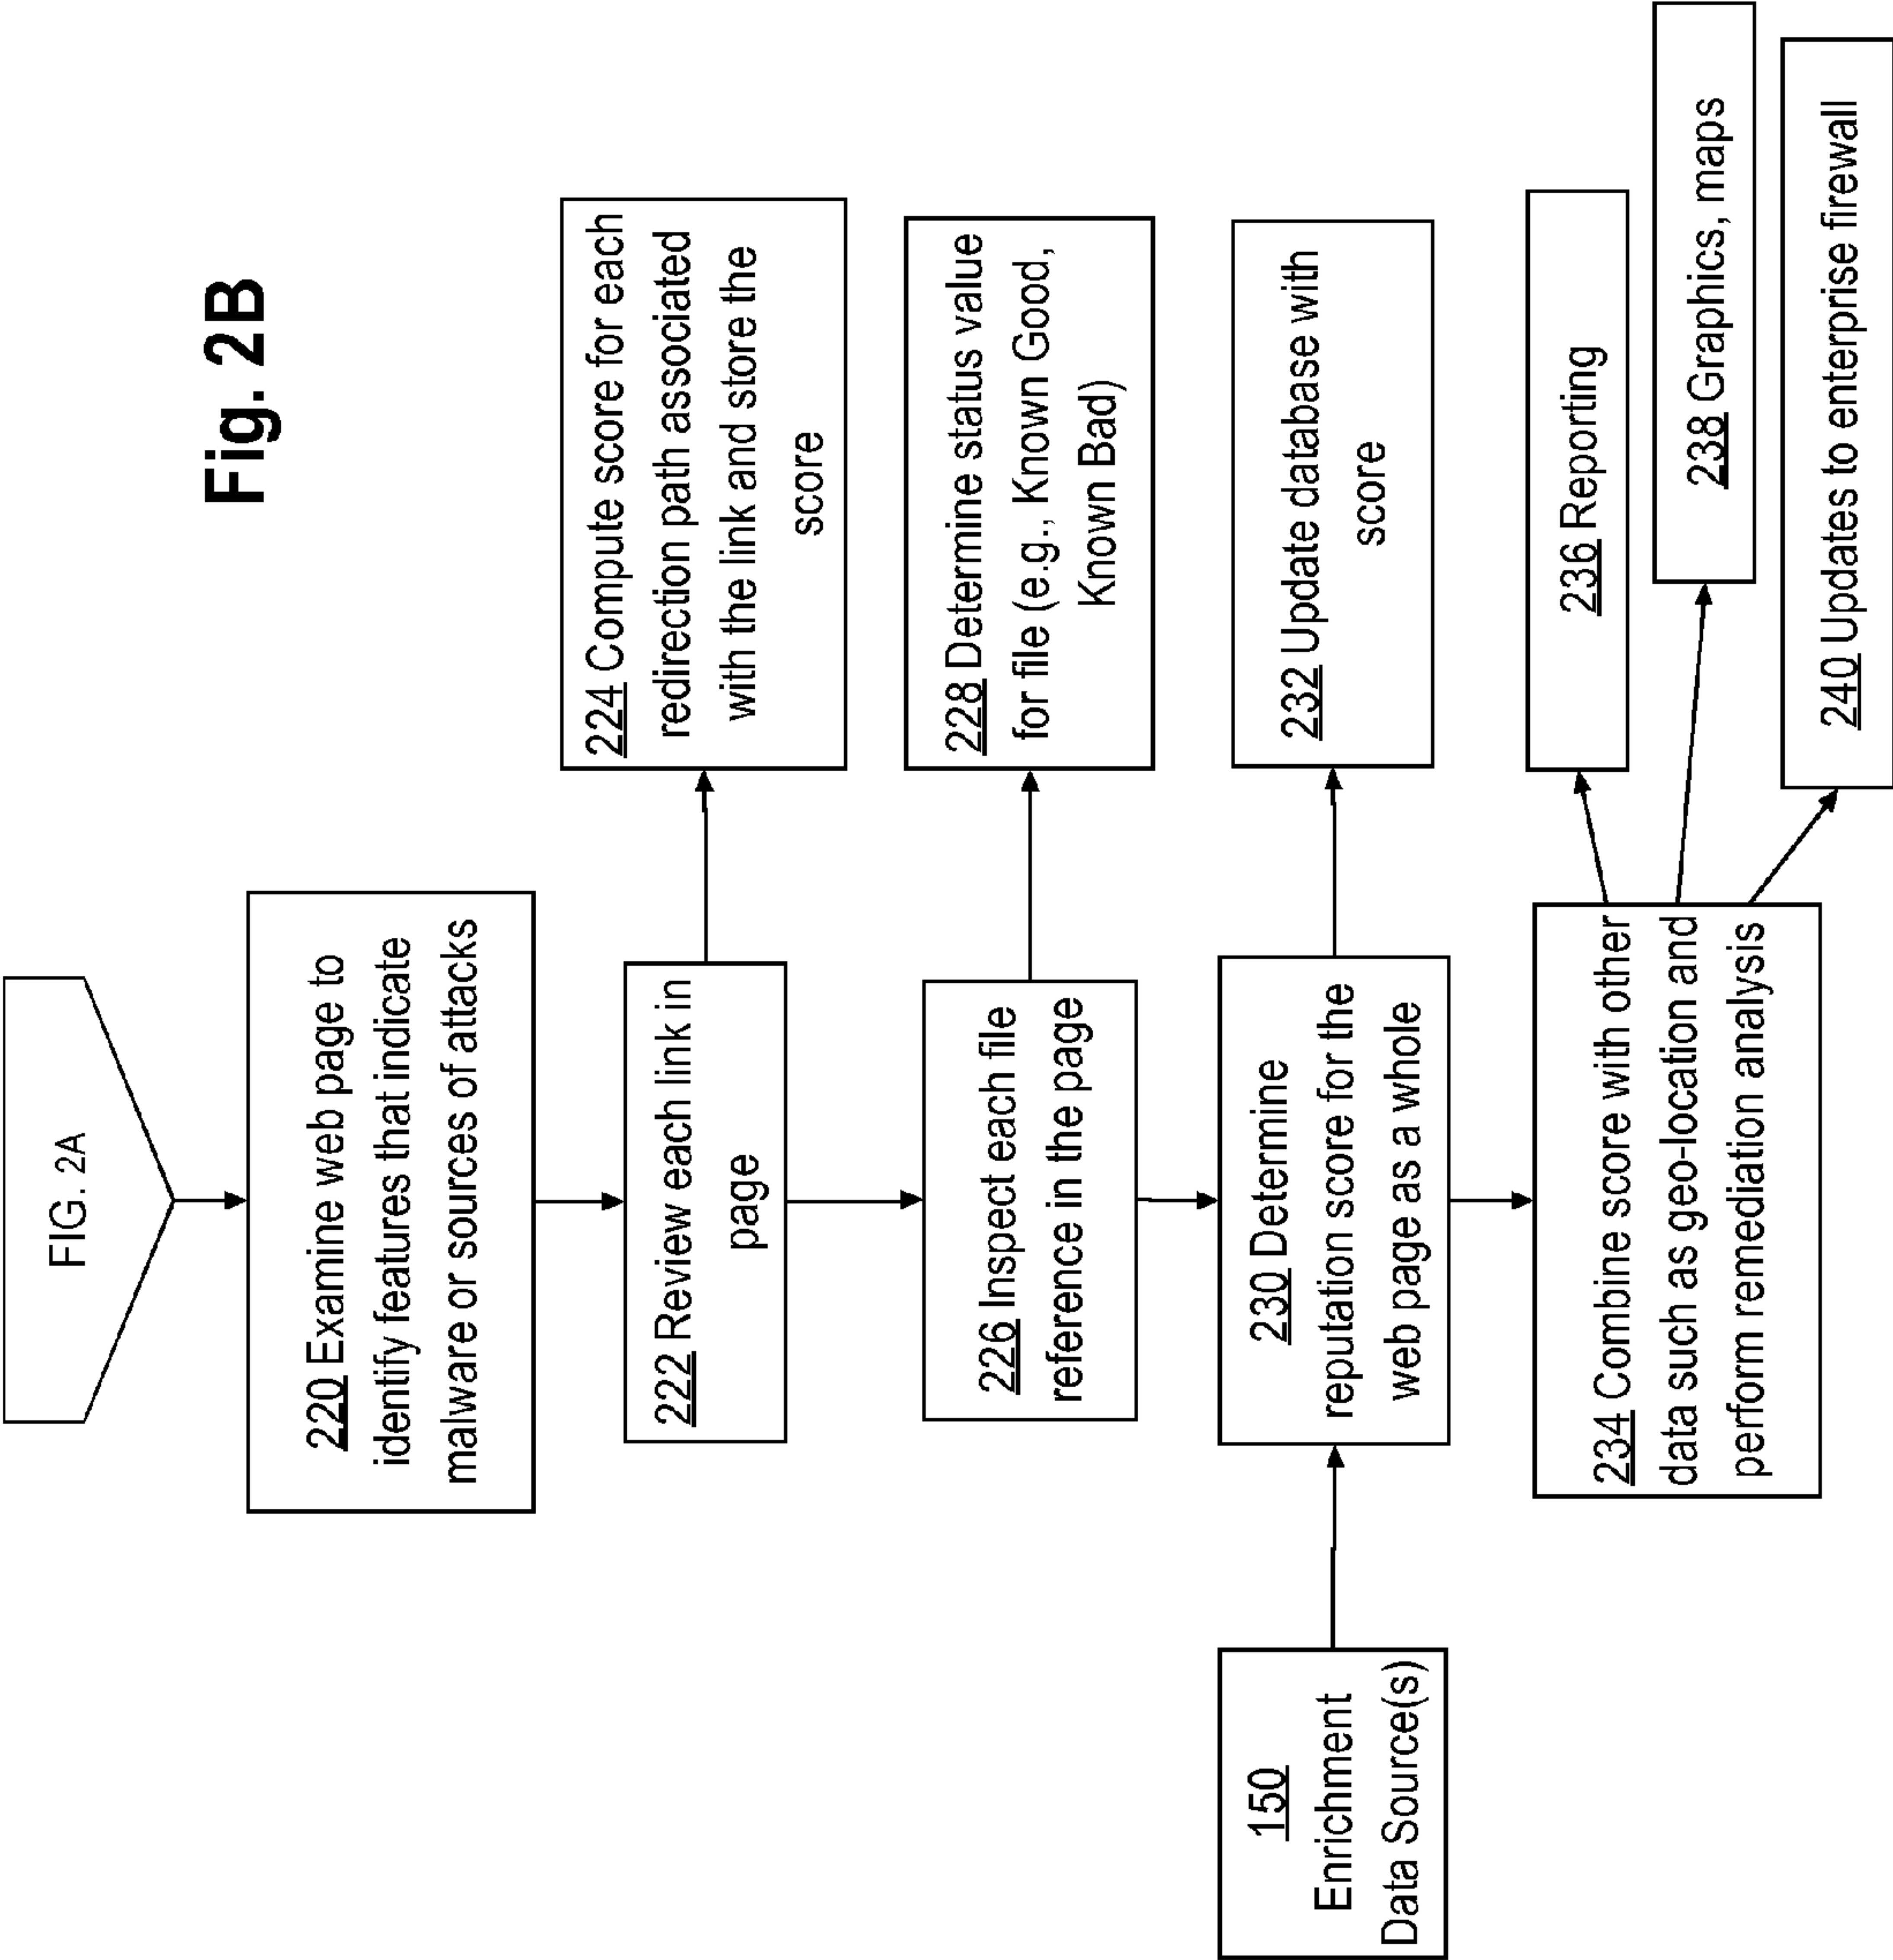 Fig. 2B
FIG. 2A
220 Examine web page to
identify features that indicate
malware or sources of attacks
222 Review each link in
page
224 Compute score for each
redirection path associated
with the link and store the
score
226 Inspect each file
reference in the page
228 Determine status value
for file (e.g., Known Good,
Known Bad)
150
Enrichment
Data Source(s)
230 Determine
reputation score for the
web page as a whole
232 Update database with
score
234 Combine score with other
data such as geo-location and
perform remediation analysis
236 Reporting
238 Graphics, maps
240 Updates to enterprise firewall